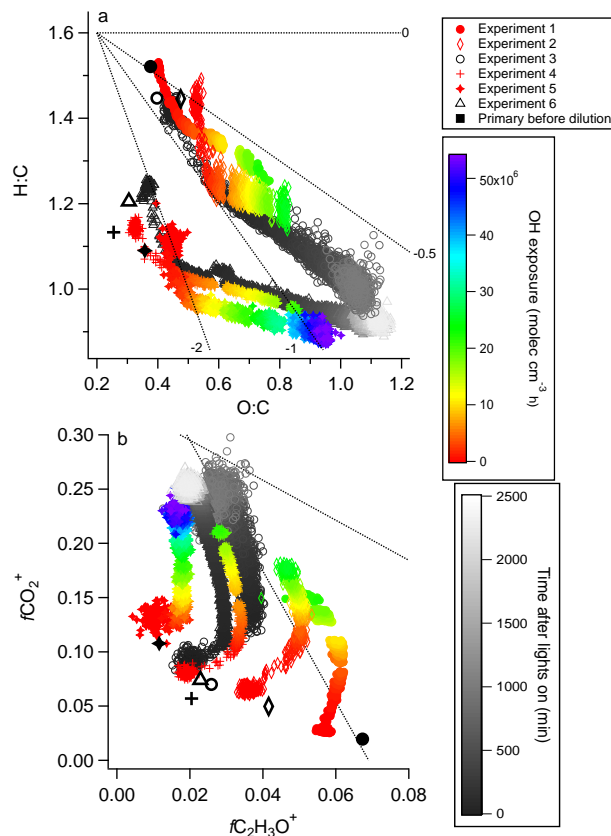 a
1.6
1.4
1.2
1.0
H:C
0
-0.5
-1
-2
0.2
0.4
0.6
0.8
1.0
1.2
O:C
Experiment 1
Experiment 2
Experiment 3
Experiment 4
Experiment 5
Experiment 6
Primary before dilution
50x10⁶
40
30
20
10
0
OH exposure (molec cm⁻³ h)
b
0.30
0.25
0.20
0.15
0.10
0.05
0.00
fCO₂⁺
0.00
0.02
0.04
0.06
0.08
fC₂H₃O⁺
2500
2000
1500
1000
500
0
Time after lights on (min)